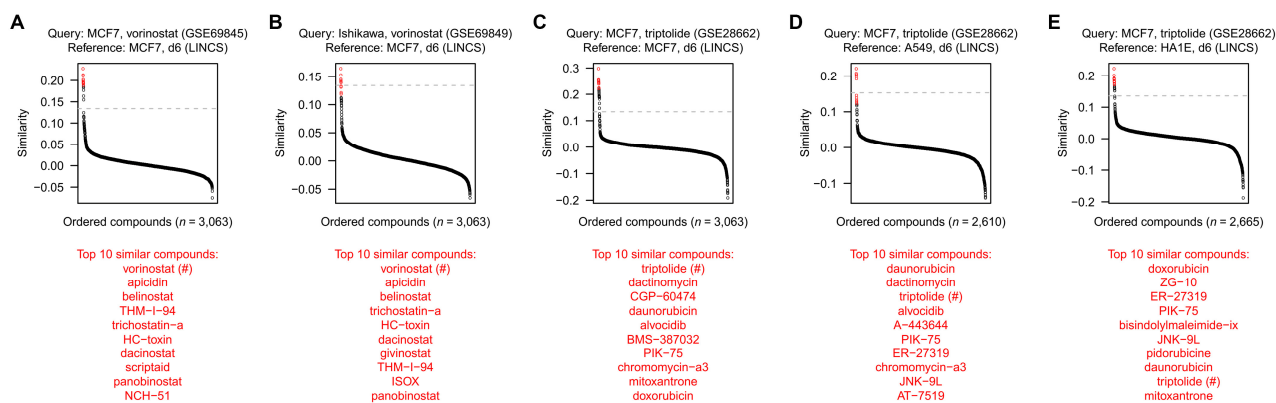 A
Query: MCF7, vorinostat (GSE69845)
Reference: MCF7, d6 (LINCS)
Similarity
0.20
0.15
0.10
0.05
0.00
−0.05
Ordered compounds (n = 3,063)
Top 10 similar compounds:
vorinostat (#)
apicidin
belinostat
THM−I−94
trichostatin−a
HC−toxin
dacinostat
scriptaid
panobinostat
NCH−51
B
Query: Ishikawa, vorinostat (GSE69849)
Reference: MCF7, d6 (LINCS)
Similarity
0.15
0.10
0.05
0.00
−0.05
Ordered compounds (n = 3,063)
Top 10 similar compounds:
vorinostat (#)
apicidin
belinostat
trichostatin−a
HC−toxin
dacinostat
givinostat
THM−I−94
ISOX
panobinostat
C
Query: MCF7, triptolide (GSE28662)
Reference: MCF7, d6 (LINCS)
Similarity
0.3
0.2
0.1
0.0
−0.1
−0.2
Ordered compounds (n = 3,063)
Top 10 similar compounds:
triptolide (#)
dactinomycin
CGP−60474
daunorubicin
alvocidib
BMS−387032
PIK−75
chromomycin−a3
mitoxantrone
doxorubicin
D
Query: MCF7, triptolide (GSE28662)
Reference: A549, d6 (LINCS)
Similarity
0.2
0.1
0.0
−0.1
Ordered compounds (n = 2,610)
Top 10 similar compounds:
daunorubicin
dactinomycin
triptolide (#)
alvocidib
A−443644
PIK−75
ER−27319
chromomycin−a3
JNK−9L
AT−7519
E
Query: MCF7, triptolide (GSE28662)
Reference: HA1E, d6 (LINCS)
Similarity
0.2
0.1
0.0
−0.1
−0.2
Ordered compounds (n = 2,665)
Top 10 similar compounds:
doxorubicin
ZG−10
ER−27319
PIK−75
bisindolylmaleimide−ix
JNK−9L
pidorubicine
daunorubicin
triptolide (#)
mitoxantrone